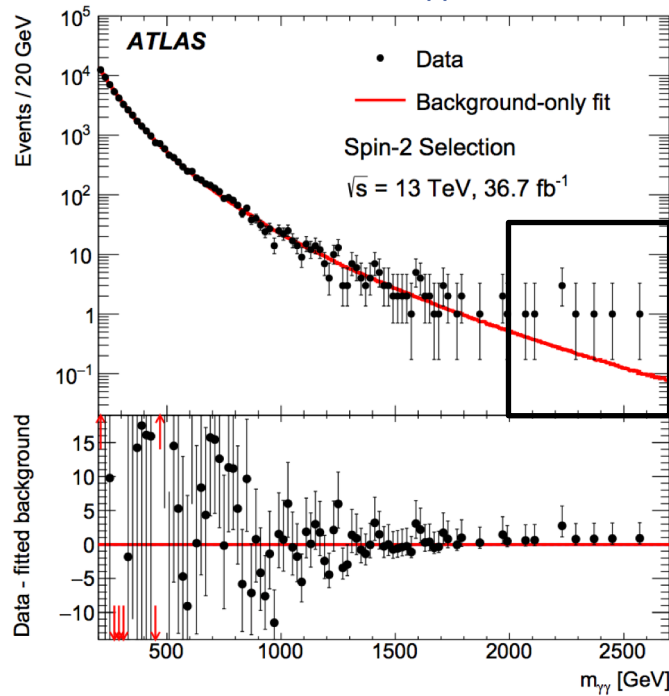 10⁵
ATLAS
Data
Background-only fit
Spin-2 Selection
√s = 13 TeV, 36.7 fb⁻¹
Events / 20 GeV
10⁴
10³
10²
10
1
10⁻¹
Data - fitted background
15
10
5
0
−5
−10
500 1000 1500 2000 2500
mγγ [GeV]